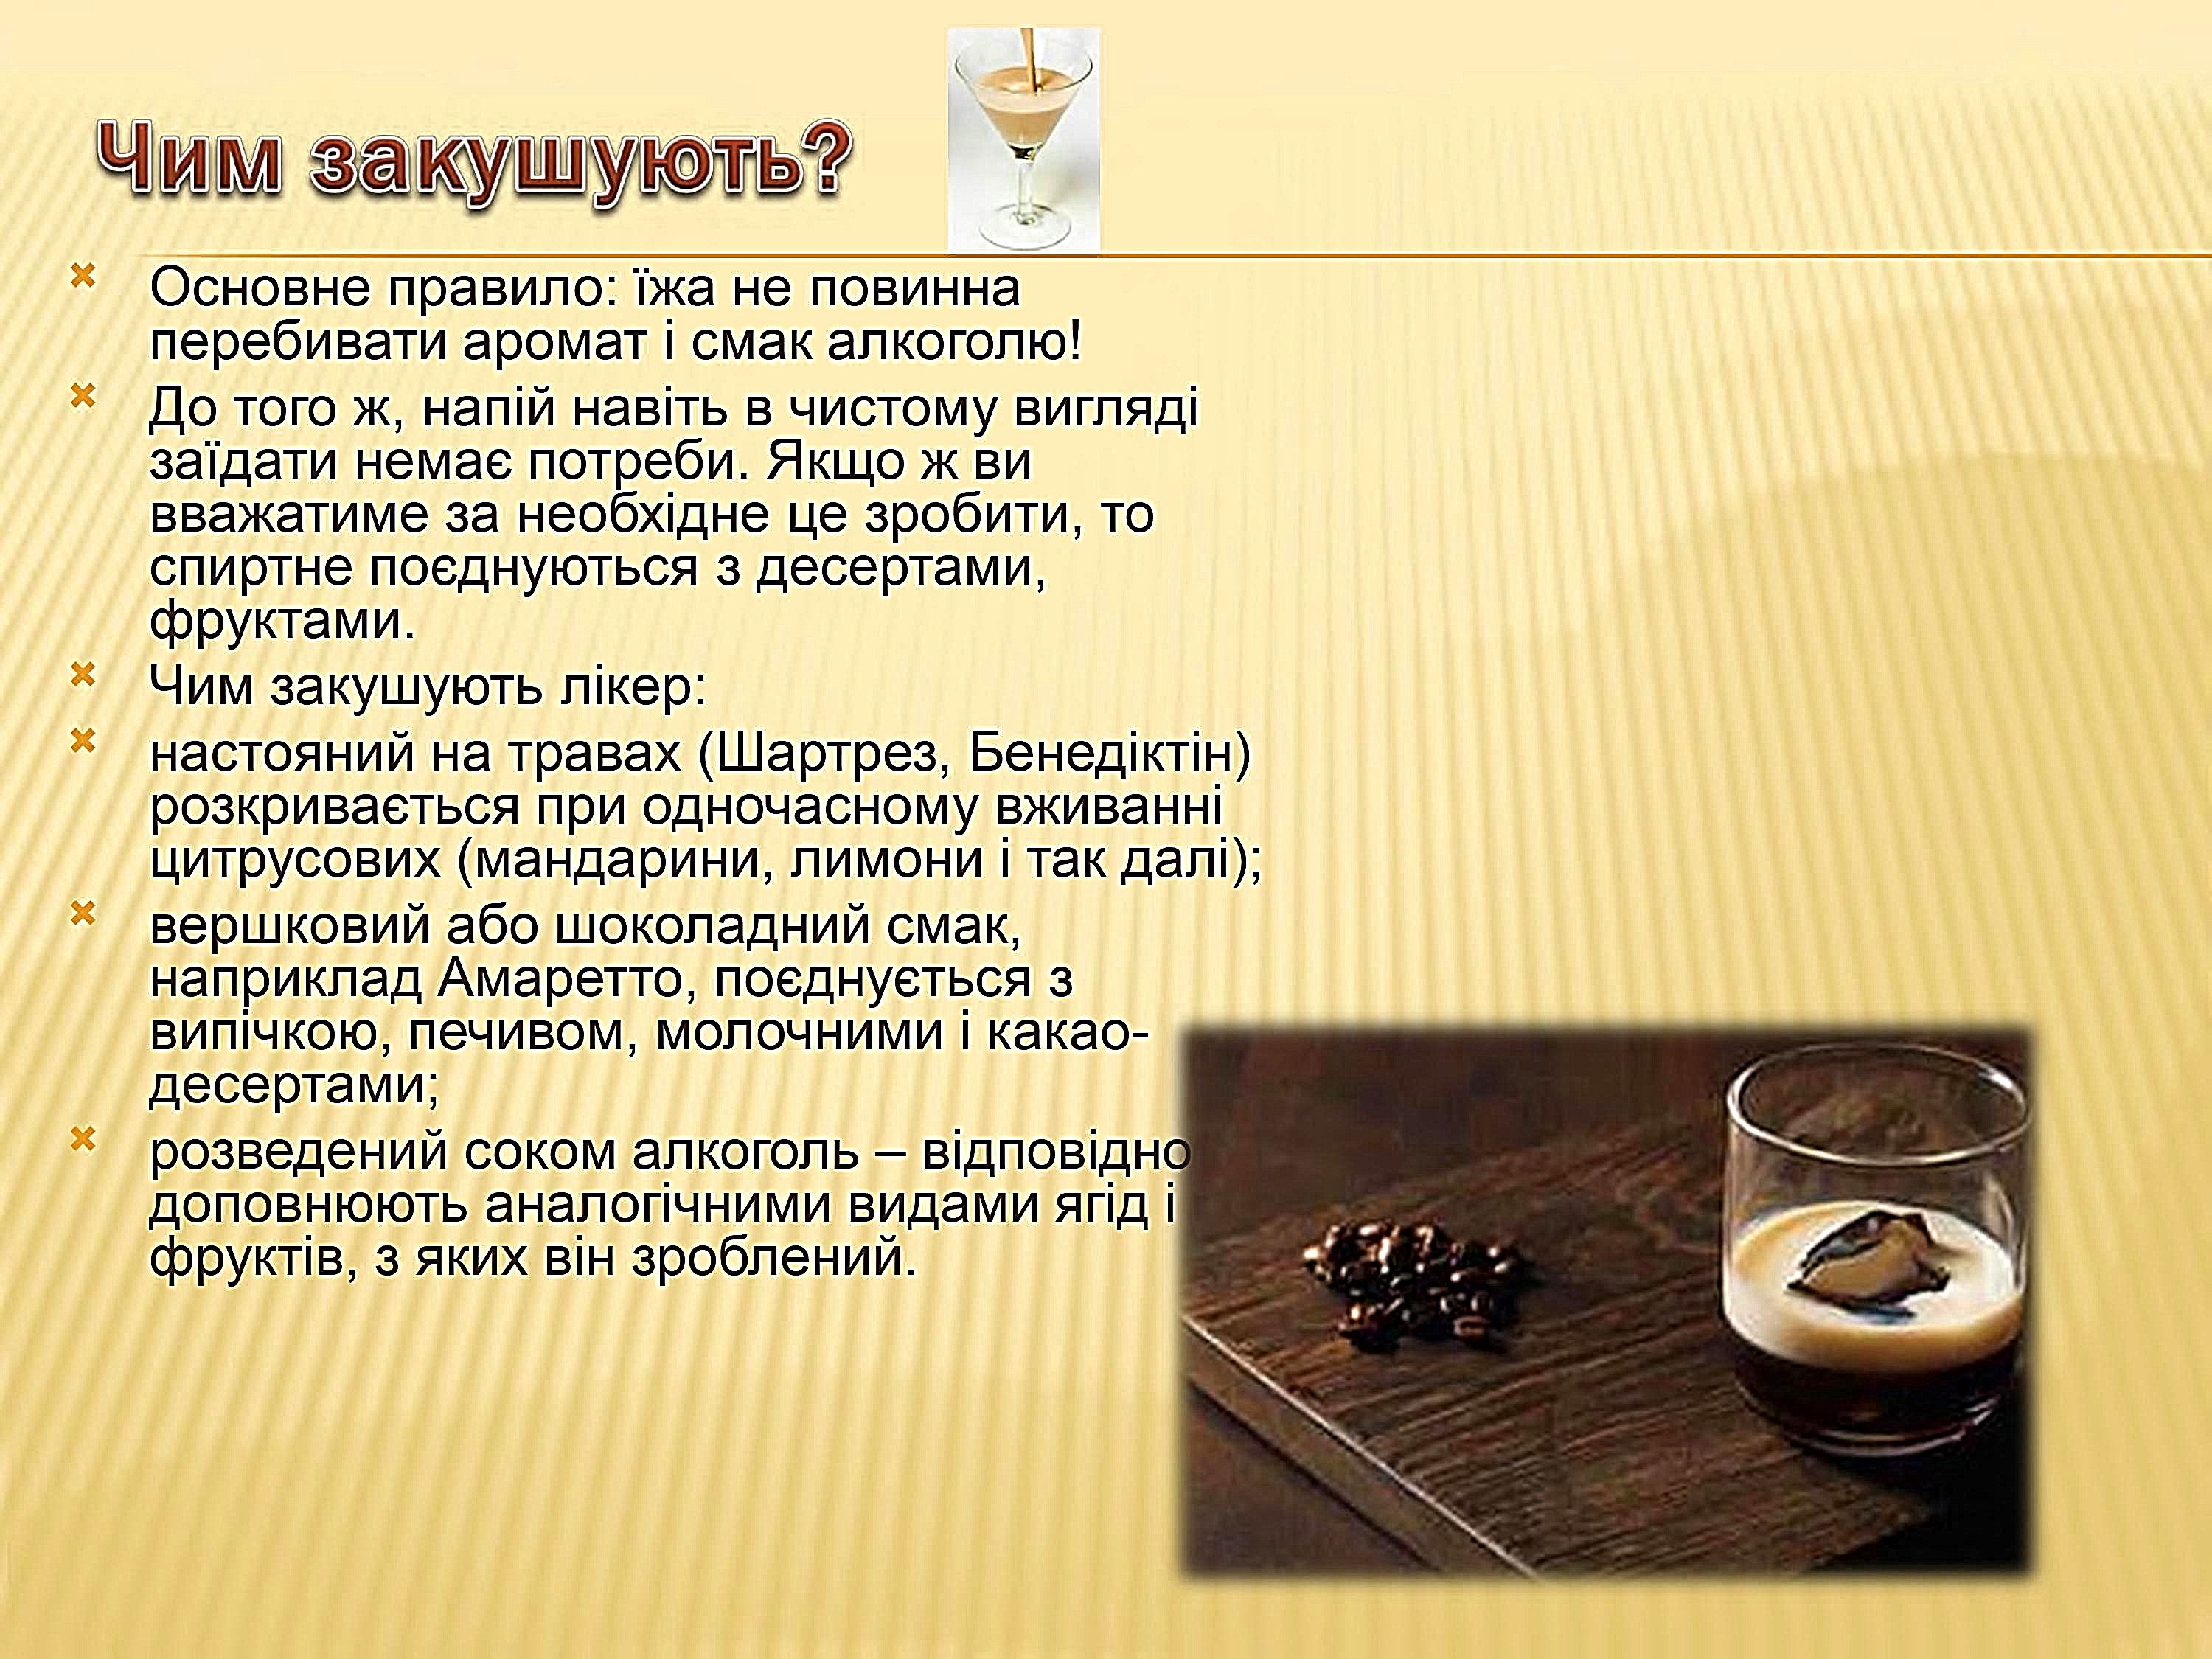 Чим закушують?
Основне правило: їжа не повинна
перебивати аромат і смак алкоголю!
До того ж, напій навіть в чистому вигляді
заїдати немає потреби. Якщо ж ви
вважатиме за необхідне це зробити, то
спиртне поєднуються з десертами,
фруктами.
Чим закушують лікер:
настояний на травах (Шартрез, Бенедіктін)
розкривається при одночасному вживанні
цитрусових (мандарини, лимони і так далі);
вершковий або шоколадний смак,
наприклад Амаретто, поєднується з
випічкою, печивом, молочними і какао-
десертами;
розведений соком алкоголь – відповідно
доповнюють аналогічними видами ягід і
фруктів, з яких він зроблений.